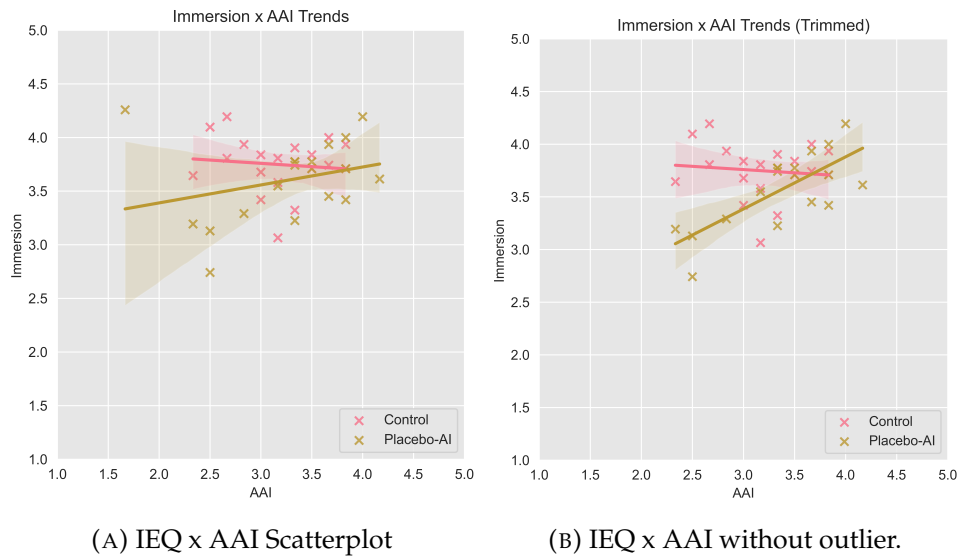 Immersion x AAI Trends
5.0
4.5
4.0
3.5
3.0
2.5
2.0
1.5
1.0
Immersion
1.0 1.5 2.0 2.5 3.0 3.5 4.0 4.5 5.0
AAI
Control
Placebo-AI
(A) IEQ x AAI Scatterplot
Immersion x AAI Trends (Trimmed)
5.0
4.5
4.0
3.5
3.0
2.5
2.0
1.5
1.0
Immersion
1.0 1.5 2.0 2.5 3.0 3.5 4.0 4.5 5.0
AAI
Control
Placebo-AI
(B) IEQ x AAI without outlier.